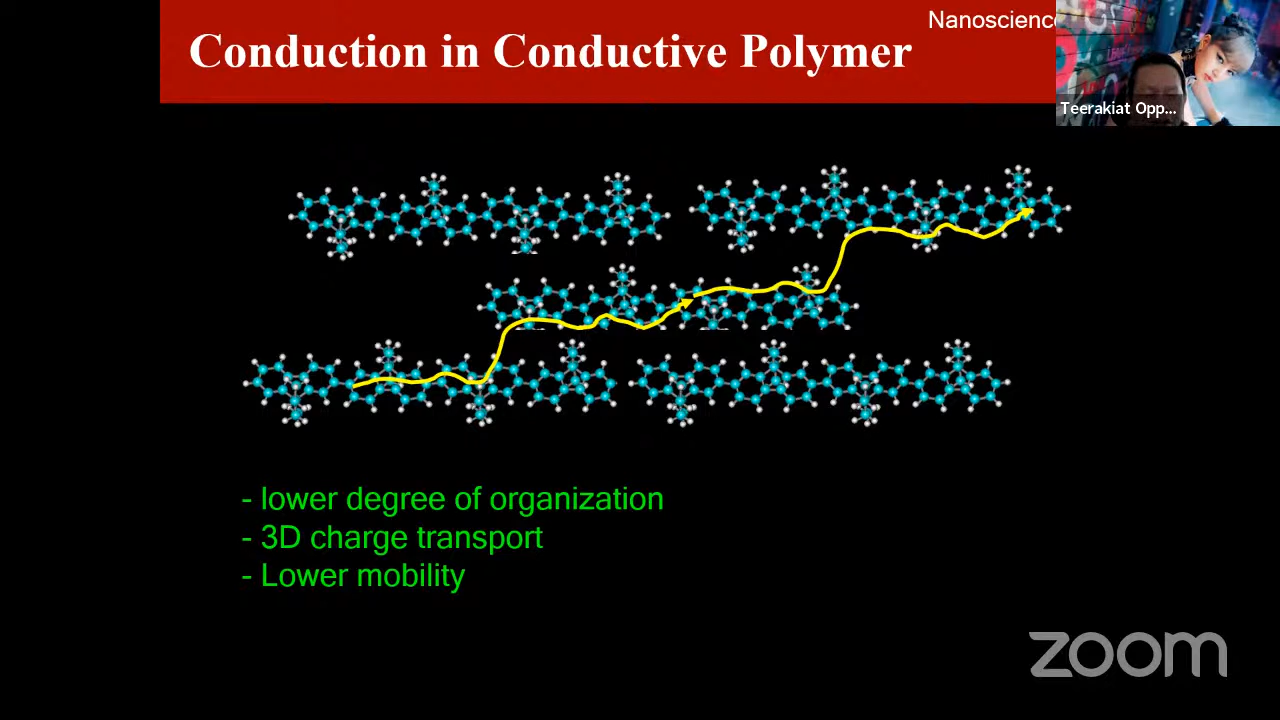 Nanoscienc
Conduction in Conductive Polymer
Teerakiat Opp...
- lower degree of organization
- 3D charge transport
- Lower mobility
zoom